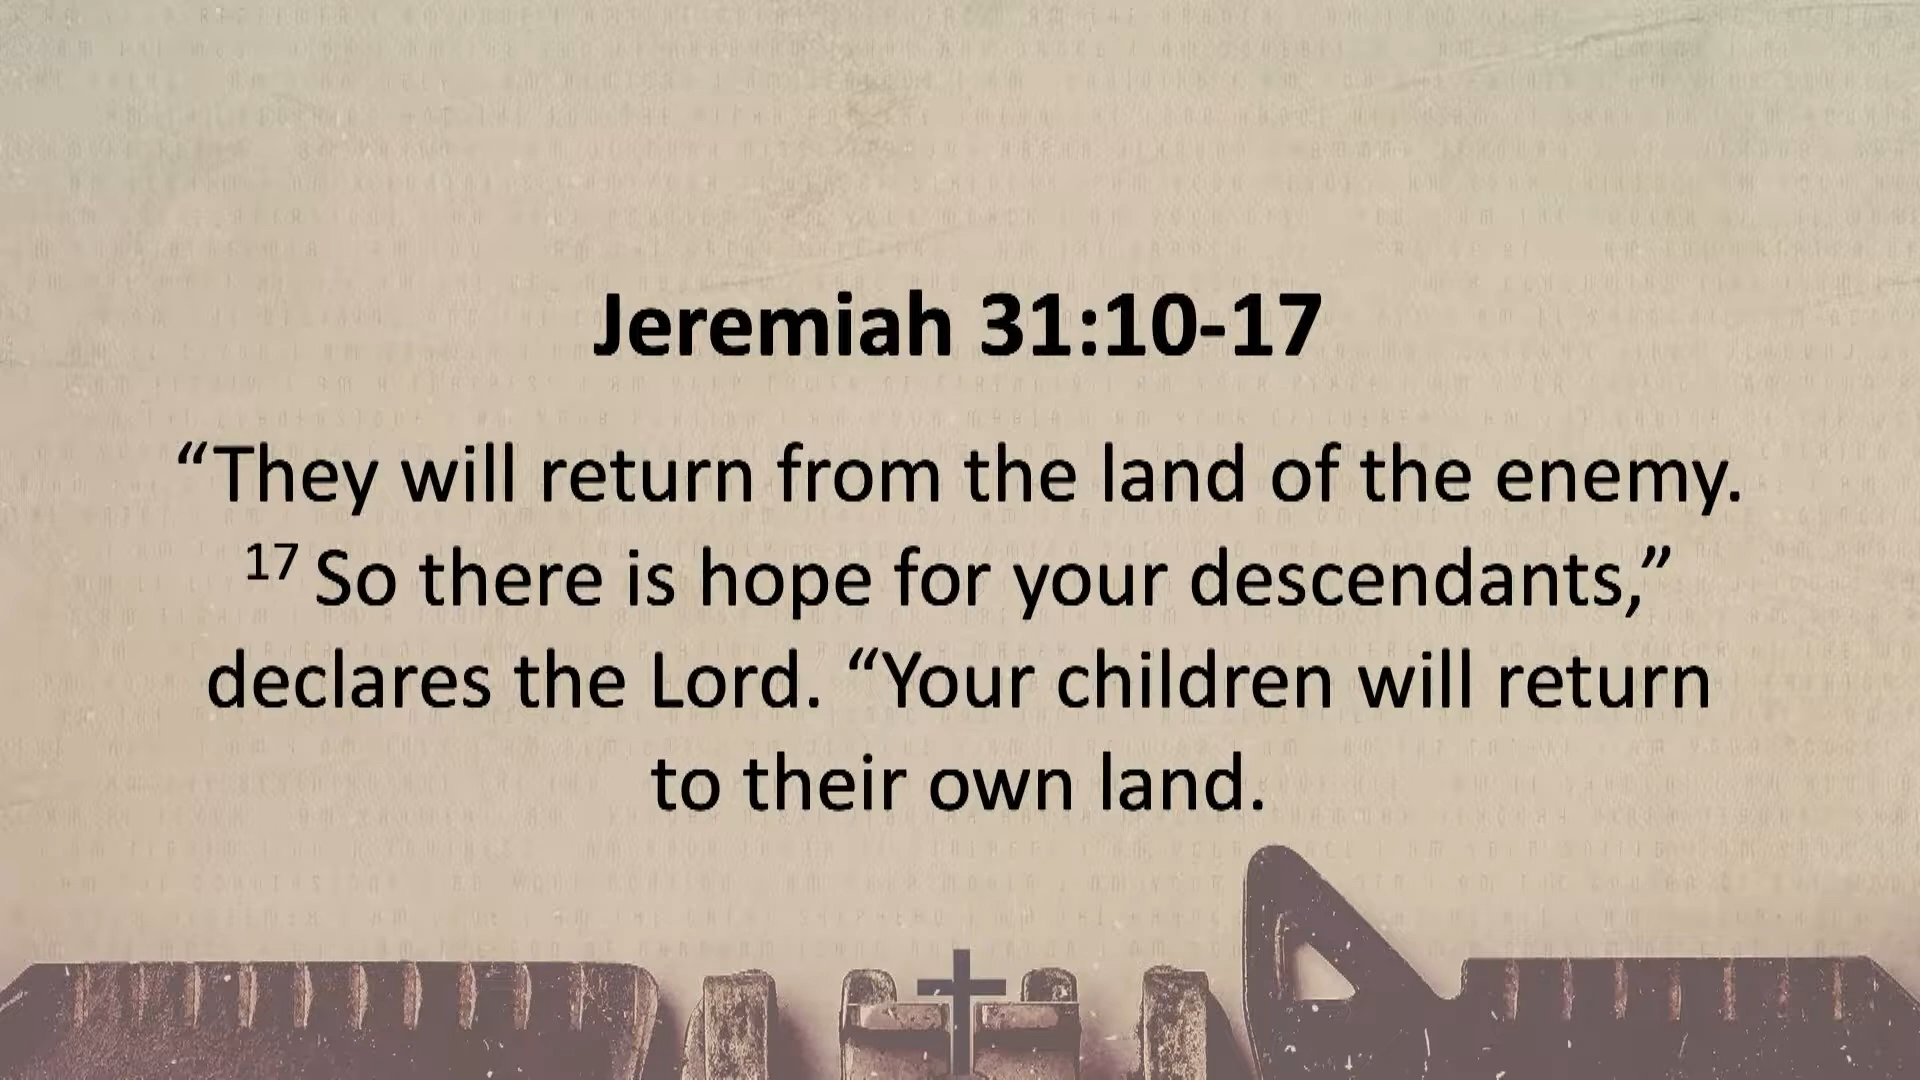 Jeremiah 31:10-17
“They will return from the land of the enemy.
17 So there is hope for your descendants,”
declares the Lord. “Your children will return
to their own land.